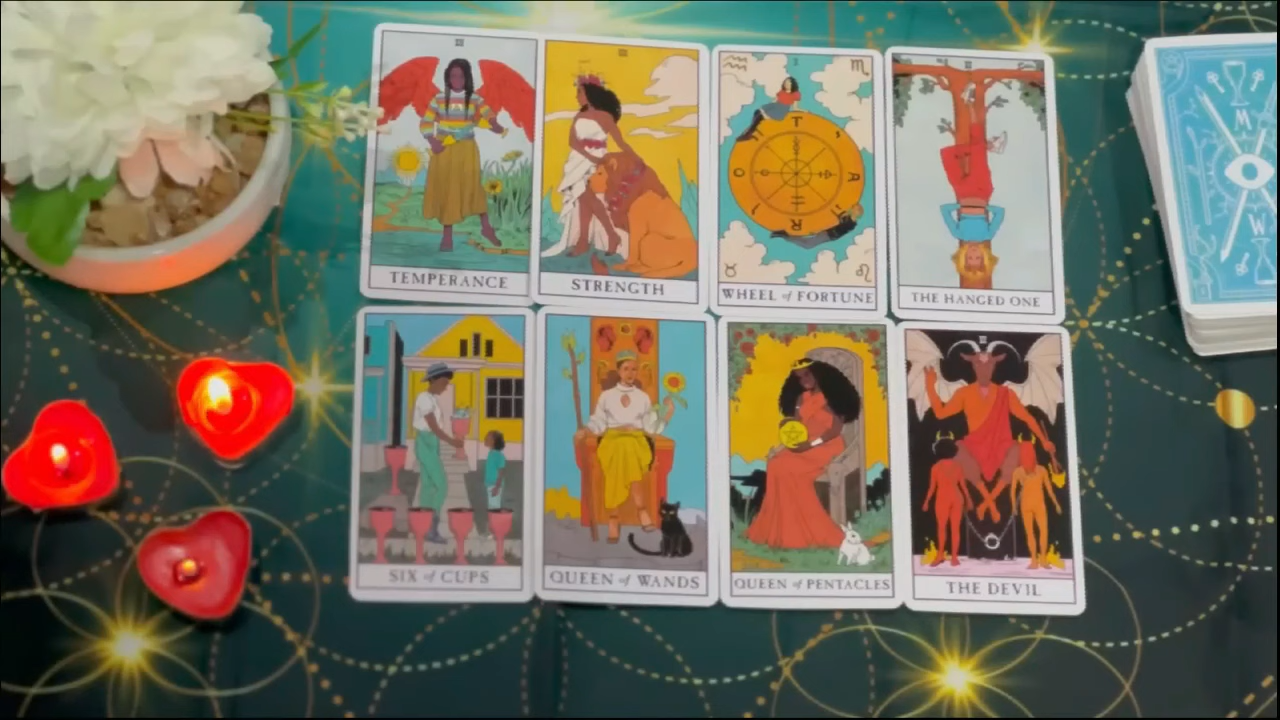 TEMPERANCE
STRENGTH
WHEEL of FORTUNE
THE HANGED ONE
SIX of CUPS
QUEEN of WANDS
QUEEN of PENTACLES
THE DEVIL
T
A
R
O
M
W